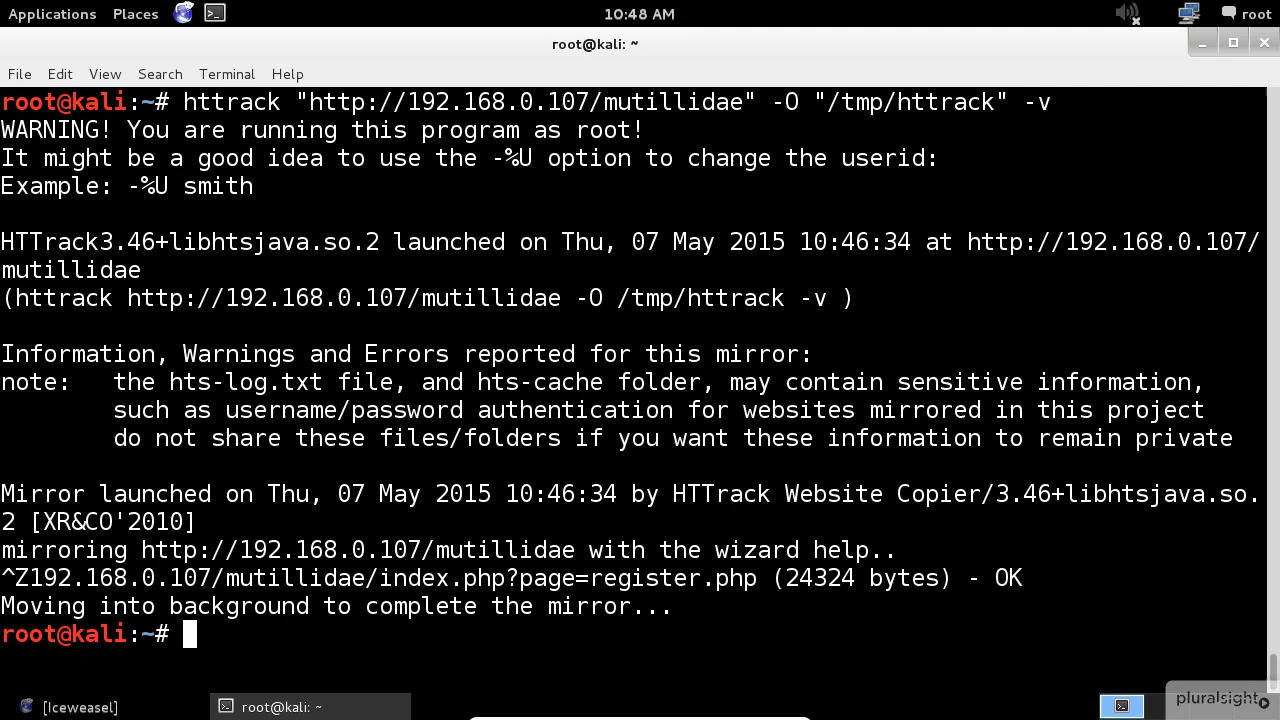 Applications Places 10:48 AM root
root@kali: ~
File Edit View Search Terminal Help
root@kali:~# httrack "http://192.168.0.107/mutillidae" -O "/tmp/httrack" -v
WARNING! You are running this program as root!
It might be a good idea to use the -%U option to change the userid:
Example: -%U smith
HTTrack3.46+libhtsjava.so.2 launched on Thu, 07 May 2015 10:46:34 at http://192.168.0.107/
mutillidae
(httrack http://192.168.0.107/mutillidae -O /tmp/httrack -v )
Information, Warnings and Errors reported for this mirror:
note: the hts-log.txt file, and hts-cache folder, may contain sensitive information,
such as username/password authentication for websites mirrored in this project
do not share these files/folders if you want these information to remain private
Mirror launched on Thu, 07 May 2015 10:46:34 by HTTrack Website Copier/3.46+libhtsjava.so.
2 [XR&CO'2010]
mirroring http://192.168.0.107/mutillidae with the wizard help..
^Z192.168.0.107/mutillidae/index.php?page=register.php (24324 bytes) - OK
Moving into background to complete the mirror...
root@kali:~#
[Iceweasel] root@kali: ~ pluralsight